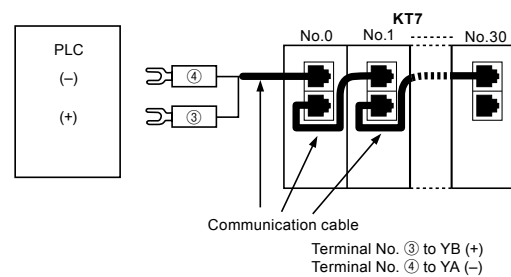 KT7
No.0 No.1 No.30
PLC
(–) ④
(+) ③
Communication cable
Terminal No. ③ to YB (+)
Terminal No. ④ to YA (–)